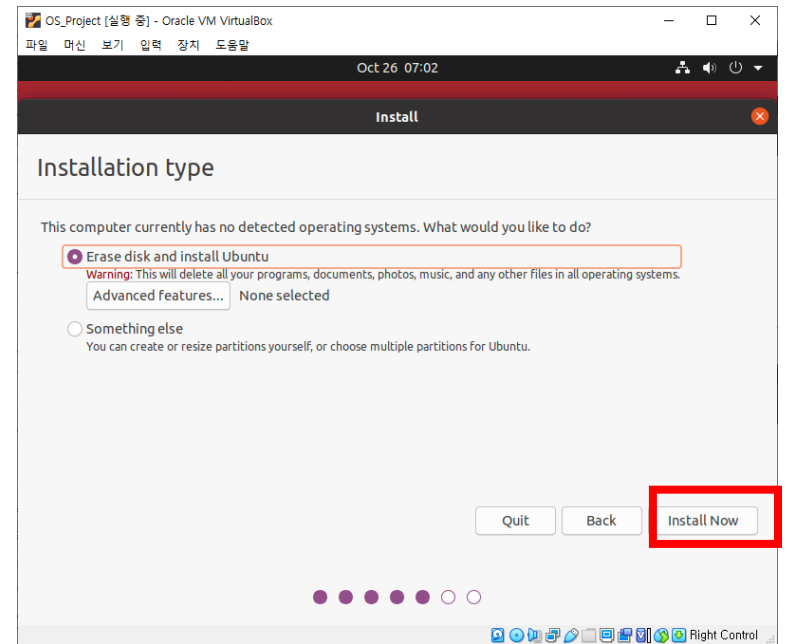 OS_Project [실행 중] - Oracle VM VirtualBox
파일 머신 보기 입력 장치 도움말
Oct 26 07:02
Install
Installation type
This computer currently has no detected operating systems. What would you like to do?
Erase disk and install Ubuntu
Warning: This will delete all your programs, documents, photos, music, and any other files in all operating systems.
Advanced features... None selected
Something else
You can create or resize partitions yourself, or choose multiple partitions for Ubuntu.
Quit Back Install Now
Right Control